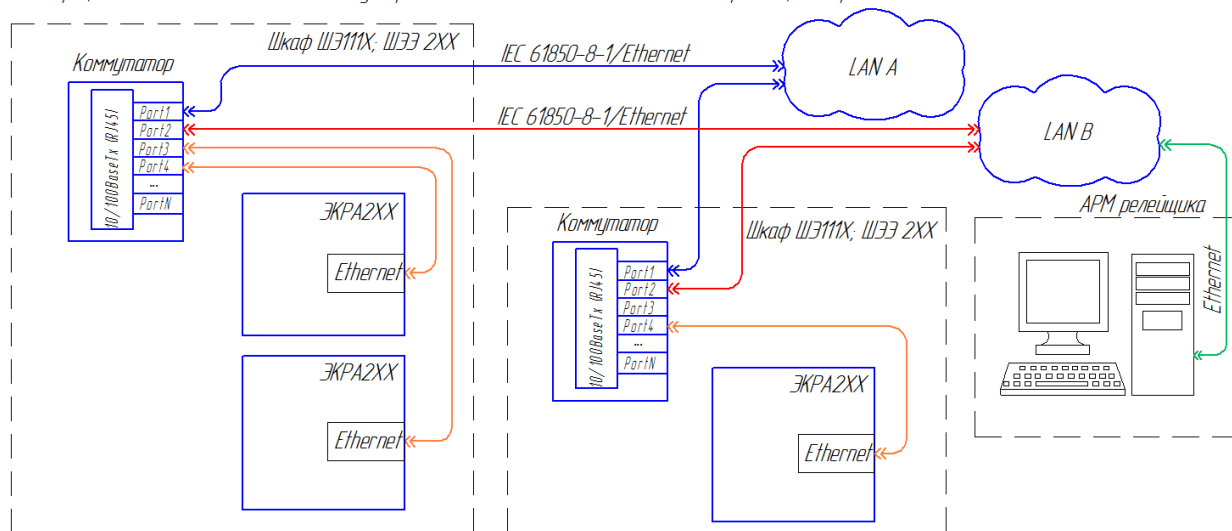 Шкаф ШЭ111Х; ШЭЭ 2ХХ
Коммутатор
IEC 61850-8-1/Ethernet
LAN A
10/100BaseTx (RJ45)
Port1
Port2
Port3
Port4
...
PortN
IEC 61850-8-1/Ethernet
LAN B
ЭКРА2ХХ
Ethernet
ЭКРА2ХХ
Ethernet
Коммутатор
Шкаф ШЭ111Х; ШЭЭ 2ХХ
10/100BaseTx (RJ45)
Port1
Port2
Port3
Port4
...
PortN
ЭКРА2ХХ
Ethernet
АРМ релейщика
Ethernet